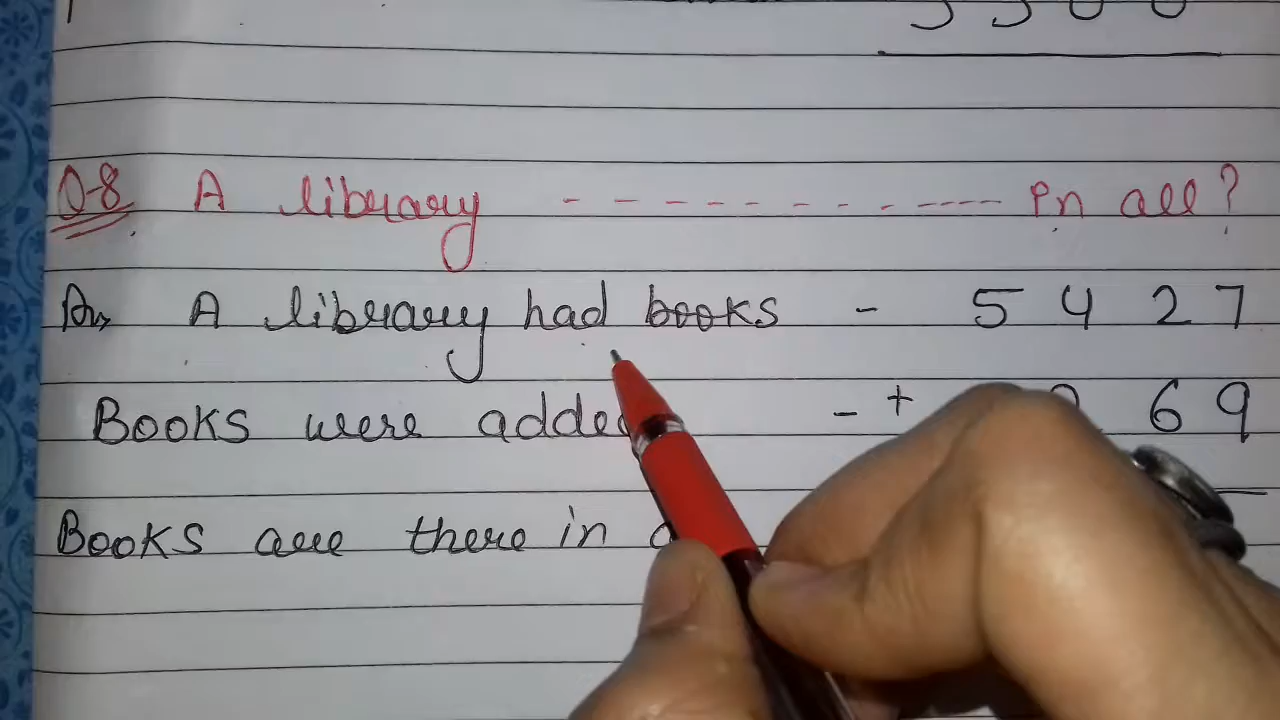 Q-8 A library - - - - - - - - ---- in all?
Ans A library had books - 5 4 2 7
Books were added - + 6 9
Books are there in